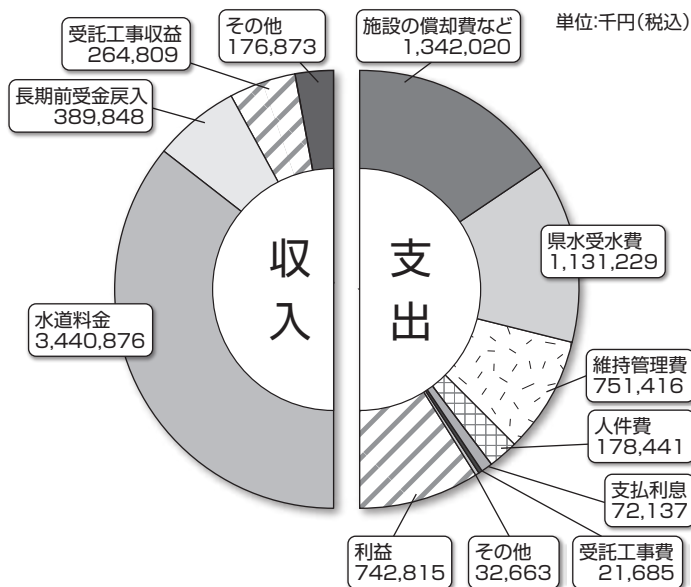 単位:千円(税込)
その他
176,873
受託工事収益
264,809
長期前受金戻入
389,848
水道料金
3,440,876
収入
支出
施設の償却費など
1,342,020
県水受水費
1,131,229
維持管理費
751,416
人件費
178,441
支払利息
72,137
受託工事費
21,685
その他
32,663
利益
742,815